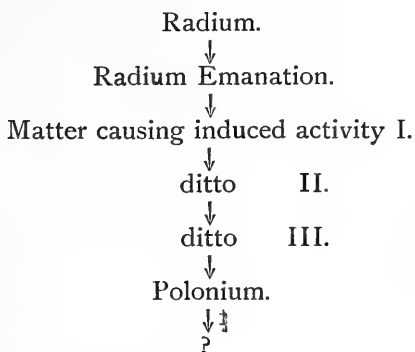 Radium.
Radium Emanation.
Matter causing induced activity I.
ditto II.
ditto III.
Polonium.
?